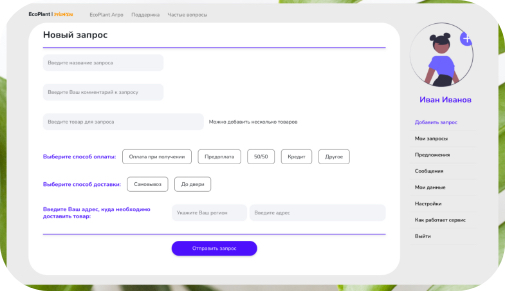 EcoPlant
EcoPlant Агро Поддержка Частые вопросы
Новый запрос
Введите название запроса
Введите Ваш комментарий к запросу
Введите товар для запроса
Можно добавить несколько товаров
Выберите способ оплаты:
Оплата при получении
Предоплата
50/50
Кредит
Другое
Выберите способ доставки:
Самовывоз
До двери
Введите Ваш адрес, куда необходимо
доставить товар:
Укажите Ваш регион
Введите адрес
Отправить запрос
Иван Иванов
Добавить запрос
Мои запросы
Предложения
Сообщения
Мои данные
Настройки
Как работает сервис
Выйти